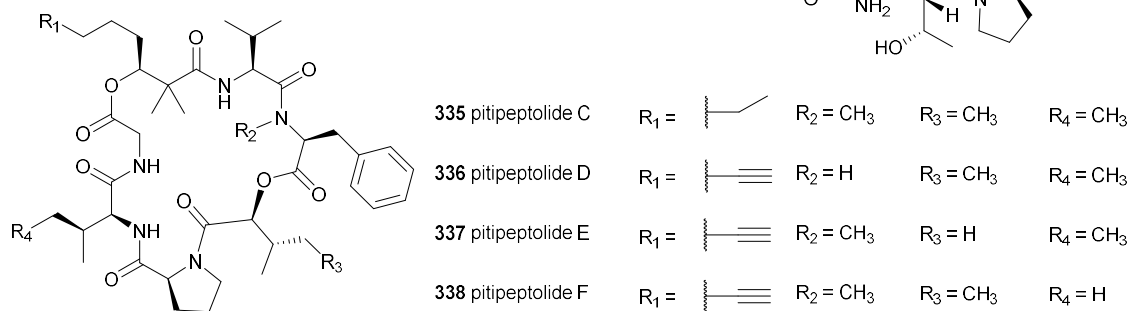 O
NH₂
H
N
HO
R₁
O
O
O
N
H
O
N
R₂
O
NH
O
O
O
O
R₄
NH
N
O
R₃
335 pitipeptolide C R₁ = R₂ = CH₃ R₃ = CH₃ R₄ = CH₃
336 pitipeptolide D R₁ = R₂ = H R₃ = CH₃ R₄ = CH₃
337 pitipeptolide E R₁ = R₂ = CH₃ R₃ = H R₄ = CH₃
338 pitipeptolide F R₁ = R₂ = CH₃ R₃ = CH₃ R₄ = H